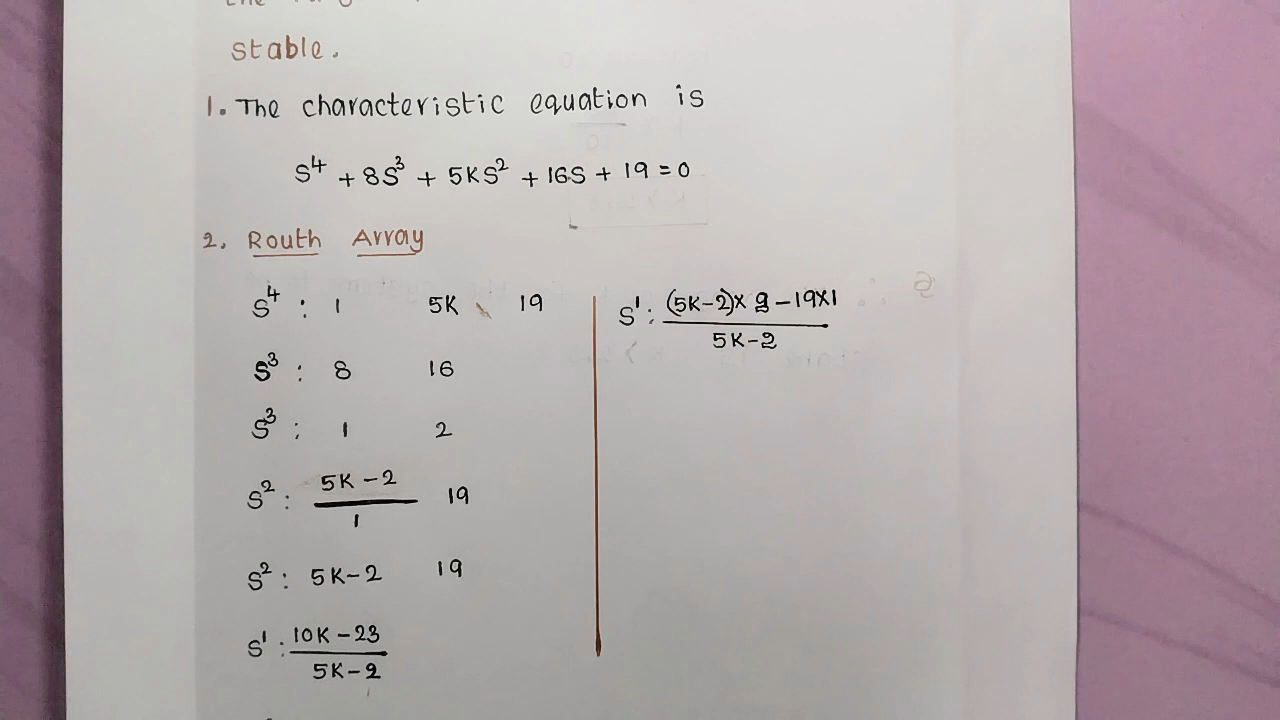 stable.
1. The characteristic equation is
S⁴ + 8S³ + 5KS² + 16S + 19 = 0
2. Routh Array
S⁴ : 1 5K 19
S³ : 8 16
S³ : 1 2
S² : 5K - 2 / 1 19
S² : 5K - 2 19
S¹ : 10K - 23 / 5K - 2
S¹ : (5K - 2) x 2 - 19 x 1 / 5K - 2